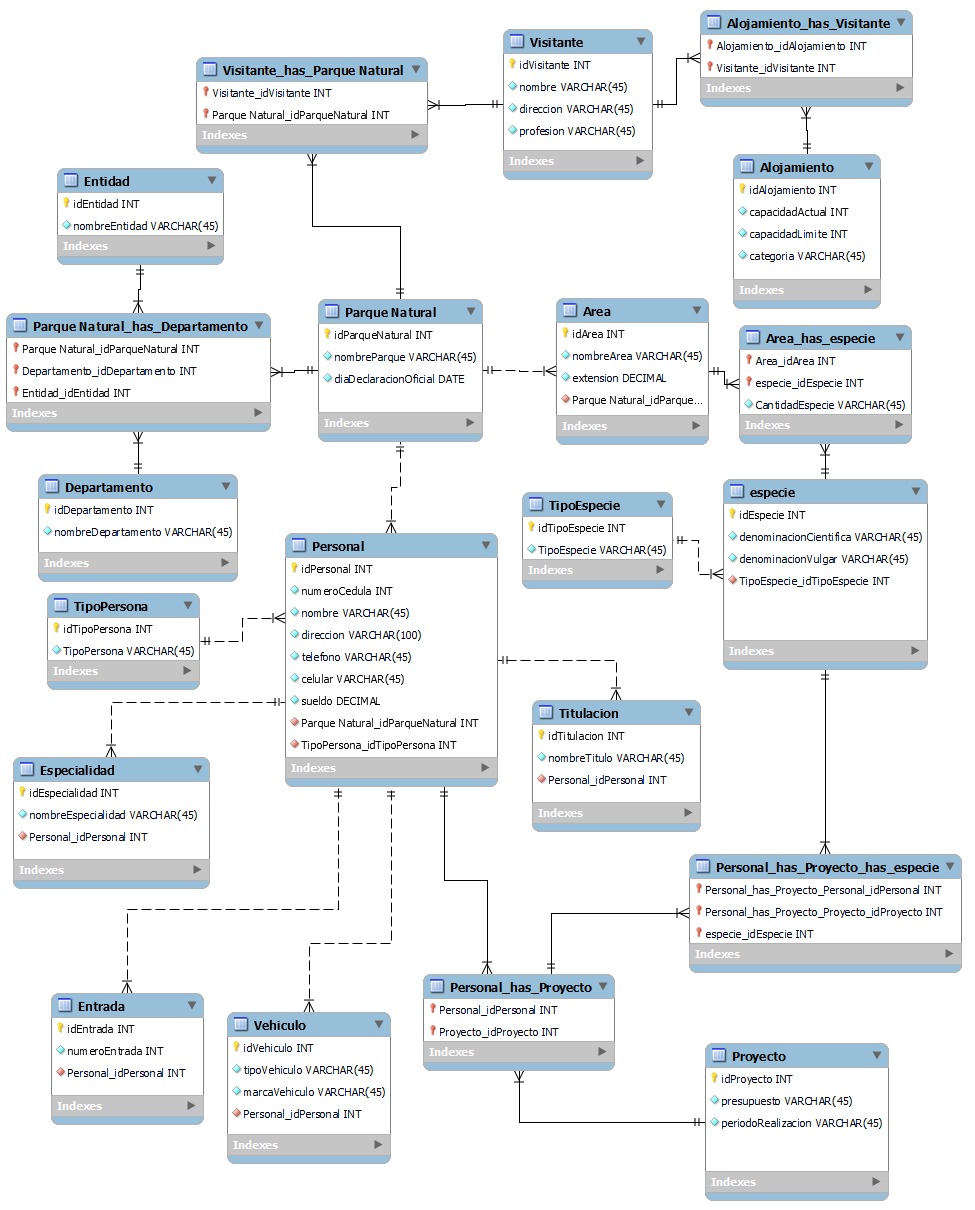 Alojamiento_has_Visitante
Alojamiento_idAlojamiento INT
Visitante_idVisitante INT
Indexes
Visitante
idVisitante INT
nombre VARCHAR(45)
direccion VARCHAR(45)
profesion VARCHAR(45)
Indexes
Visitante_has_Parque Natural
Visitante_idVisitante INT
Parque Natural_idParqueNatural INT
Indexes
Alojamiento
idAlojamiento INT
capacidadActual INT
capacidadLimite INT
categoria VARCHAR(45)
Indexes
Entidad
idEntidad INT
nombreEntidad VARCHAR(45)
Indexes
Parque Natural_has_Departamento
Parque Natural_idParqueNatural INT
Departamento_idDepartamento INT
Entidad_idEntidad INT
Indexes
Parque Natural
idParqueNatural INT
nombreParque VARCHAR(45)
diaDeclaracionOficial DATE
Indexes
Area
idArea INT
nombreArea VARCHAR(45)
extension DECIMAL
Parque Natural_idParque...
Indexes
Area_has_especie
Area_idArea INT
especie_idEspecie INT
CantidadEspecie VARCHAR(45)
Indexes
Departamento
idDepartamento INT
nombreDepartamento VARCHAR(45)
Indexes
TipoEspecie
idTipoEspecie INT
TipoEspecie VARCHAR(45)
Indexes
especie
idEspecie INT
denominacionCientifica VARCHAR(45)
denominacionVulgar VARCHAR(45)
TipoEspecie_idTipoEspecie INT
Indexes
Personal
idPersonal INT
numeroCedula INT
nombre VARCHAR(45)
direccion VARCHAR(100)
telefono VARCHAR(45)
celular VARCHAR(45)
sueldo DECIMAL
Parque Natural_idParqueNatural INT
TipoPersona_idTipoPersona INT
Indexes
TipoPersona
idTipoPersona INT
TipoPersona VARCHAR(45)
Indexes
Titulacion
idTitulacion INT
nombreTitulo VARCHAR(45)
Personal_idPersonal INT
Indexes
Especialidad
idEspecialidad INT
nombreEspecialidad VARCHAR(45)
Personal_idPersonal INT
Indexes
Personal_has_Proyecto_has_especie
Personal_has_Proyecto_Personal_idPersonal INT
Personal_has_Proyecto_Proyecto_idProyecto INT
especie_idEspecie INT
Indexes
Entrada
idEntrada INT
numeroEntrada INT
Personal_idPersonal INT
Indexes
Vehiculo
idVehiculo INT
tipoVehiculo VARCHAR(45)
marcaVehiculo VARCHAR(45)
Personal_idPersonal INT
Indexes
Personal_has_Proyecto
Personal_idPersonal INT
Proyecto_idProyecto INT
Indexes
Proyecto
idProyecto INT
presupuesto VARCHAR(45)
periodoRealizacion VARCHAR(45)
Indexes